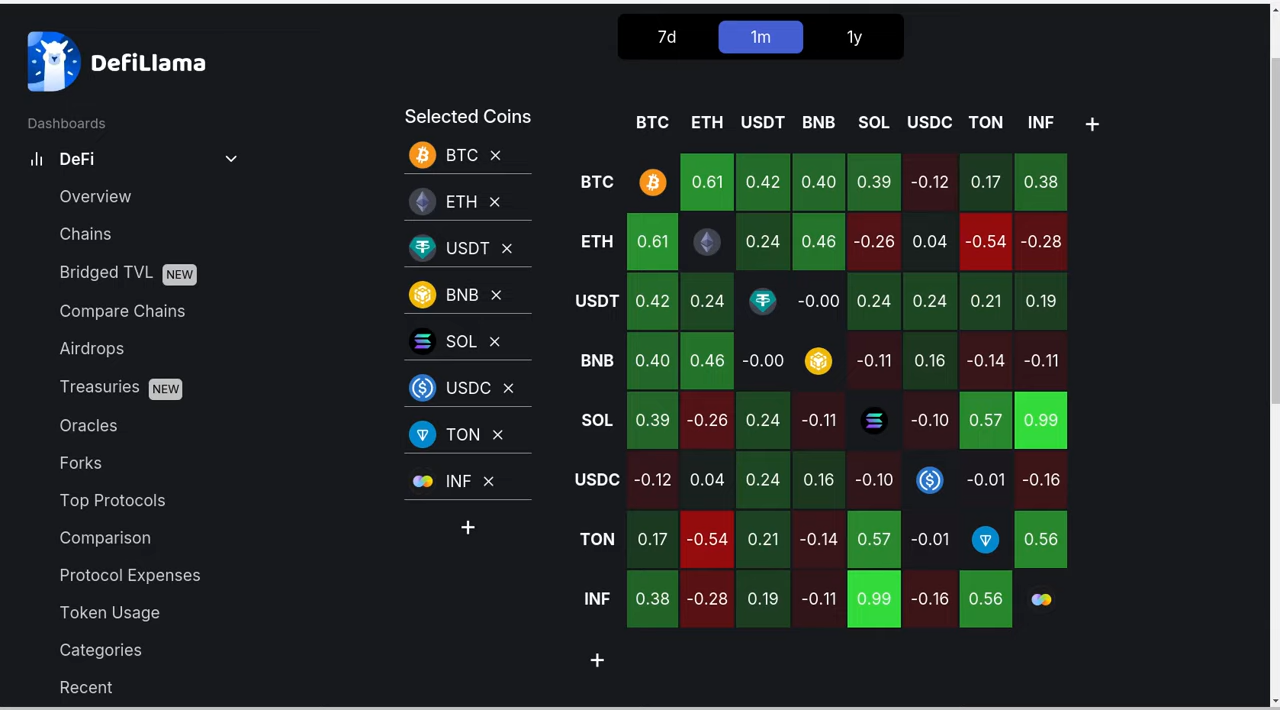 7d 1m 1y
DefiLlama
Dashboards
DeFi
Overview
Chains
Bridged TVL NEW
Compare Chains
Airdrops
Treasuries NEW
Oracles
Forks
Top Protocols
Comparison
Protocol Expenses
Token Usage
Categories
Recent
Selected Coins
BTC ×
ETH ×
USDT ×
BNB ×
SOL ×
USDC ×
TON ×
INF ×
+
BTC ETH USDT BNB SOL USDC TON INF +
BTC 0.61 0.42 0.40 0.39 -0.12 0.17 0.38
ETH 0.61 0.24 0.46 -0.26 0.04 -0.54 -0.28
USDT 0.42 0.24 -0.00 0.24 0.24 0.21 0.19
BNB 0.40 0.46 -0.00 -0.11 0.16 -0.14 -0.11
SOL 0.39 -0.26 0.24 -0.11 -0.10 0.57 0.99
USDC -0.12 0.04 0.24 0.16 -0.10 -0.01 -0.16
TON 0.17 -0.54 0.21 -0.14 0.57 -0.01 0.56
INF 0.38 -0.28 0.19 -0.11 0.99 -0.16 0.56
+